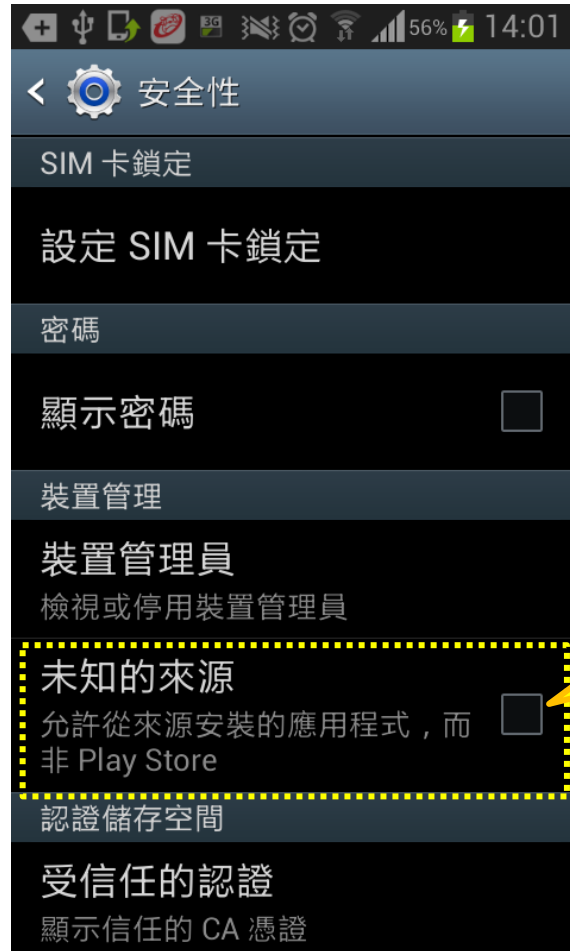 3G 56% 14:01
安全性
SIM 卡鎖定
設定 SIM 卡鎖定
密碼
顯示密碼
裝置管理
裝置管理員
檢視或停用裝置管理員
未知的來源
允許從來源安裝的應用程式，而
非 Play Store
認證儲存空間
受信任的認證
顯示信任的 CA 憑證